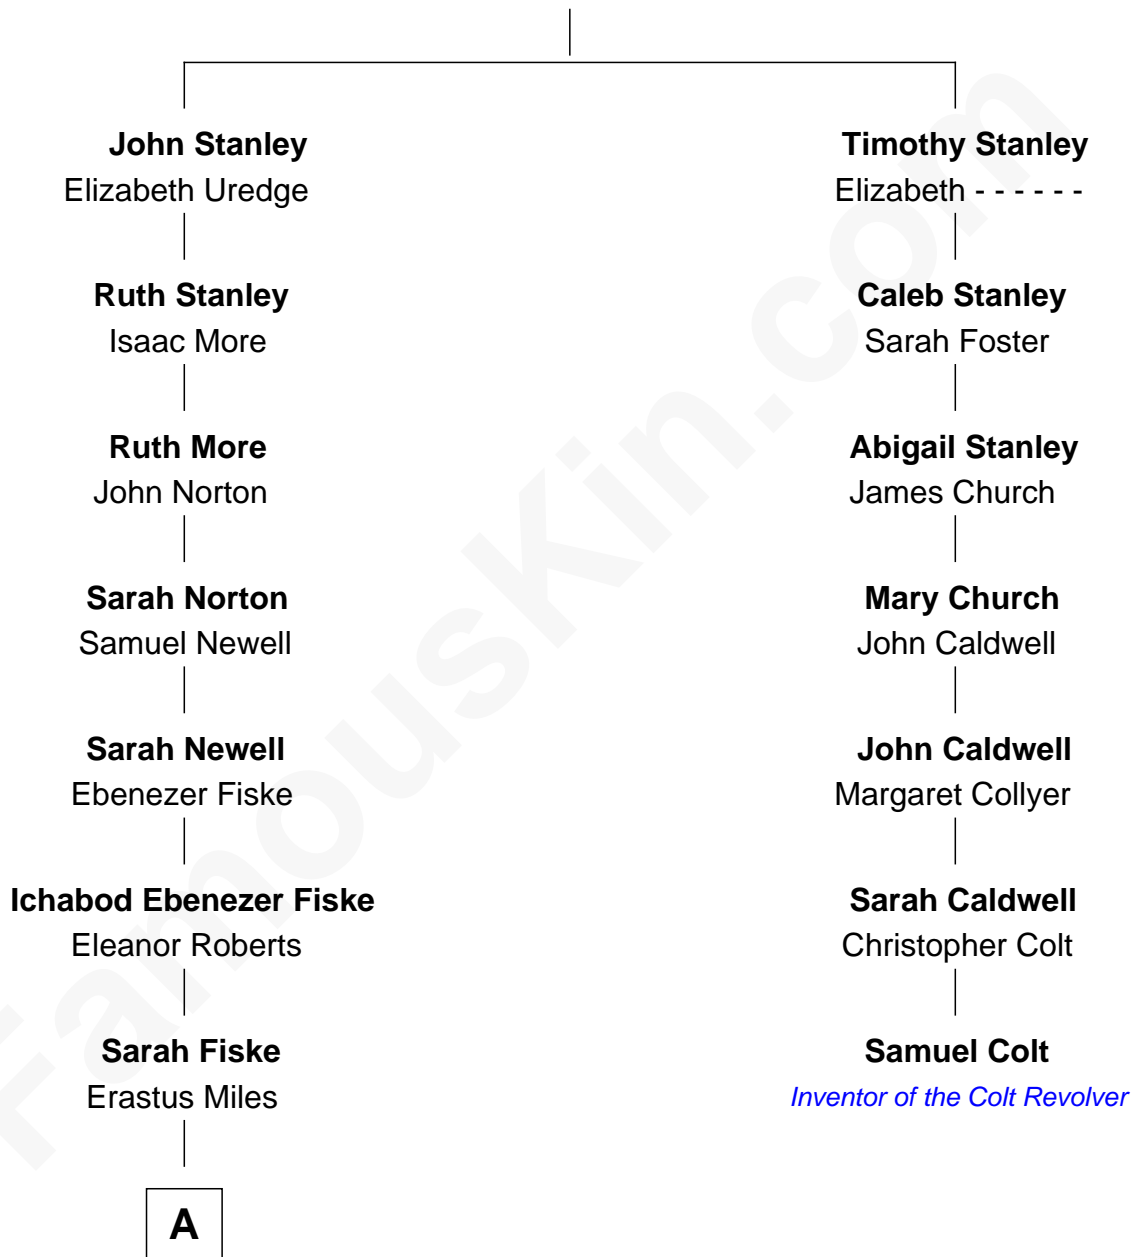 John Stanley
Elizabeth Uredge
Ruth Stanley
Isaac More
Ruth More
John Norton
Sarah Norton
Samuel Newell
Sarah Newell
Ebenezer Fiske
Ichabod Ebenezer Fiske
Eleanor Roberts
Sarah Fiske
Erastus Miles
A
Timothy Stanley
Elizabeth - - - - - -
Caleb Stanley
Sarah Foster
Abigail Stanley
James Church
Mary Church
John Caldwell
John Caldwell
Margaret Collyer
Sarah Caldwell
Christopher Colt
Samuel Colt
Inventor of the Colt Revolver
FamousKin.com